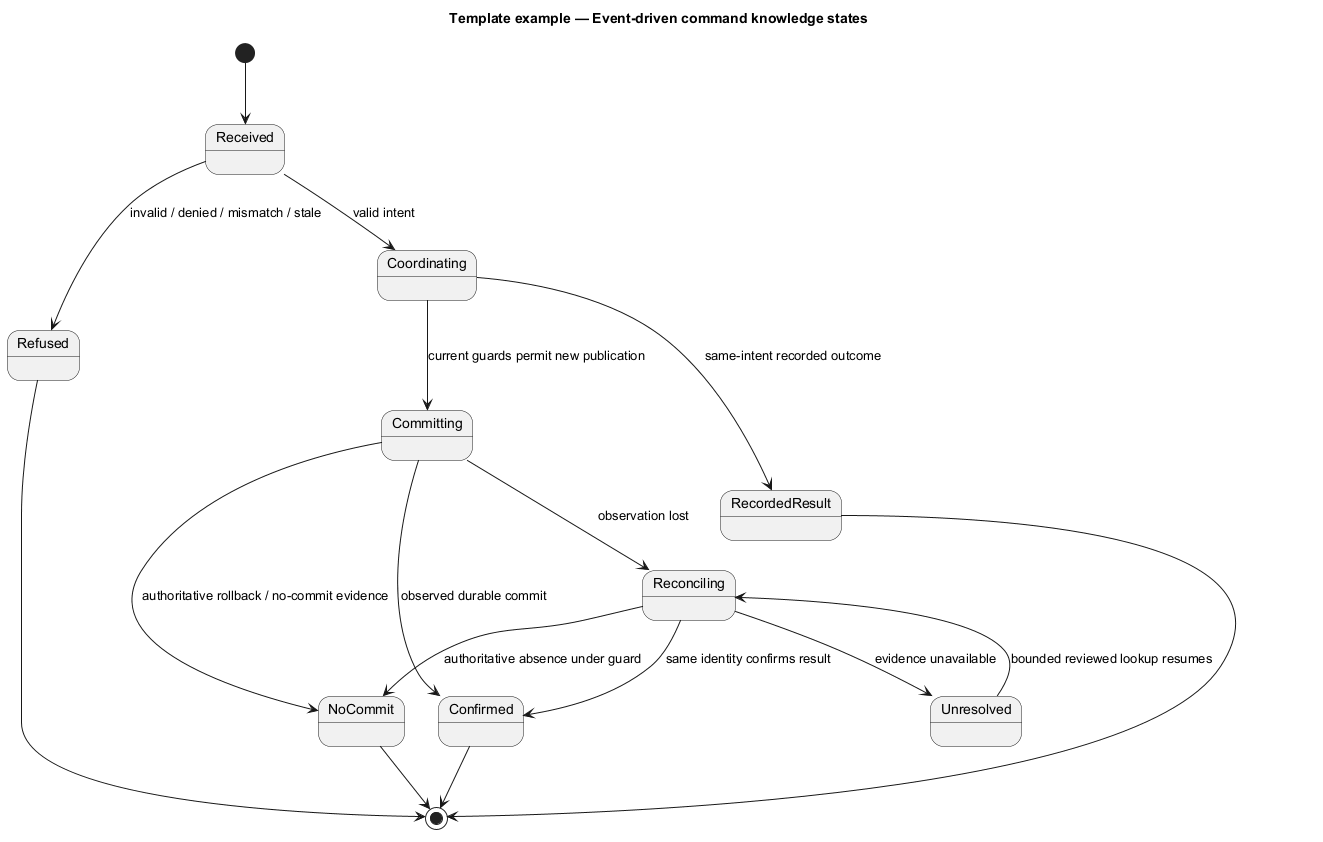 Template example — Event-driven command knowledge states
Received
invalid / denied / mismatch / stale
valid intent
Coordinating
Refused
current guards permit new publication
same-intent recorded outcome
Committing
RecordedResult
observation lost
Reconciling
authoritative rollback / no-commit evidence
observed durable commit
authoritative absence under guard
same identity confirms result
evidence unavailable
bounded reviewed lookup resumes
NoCommit
Confirmed
Unresolved